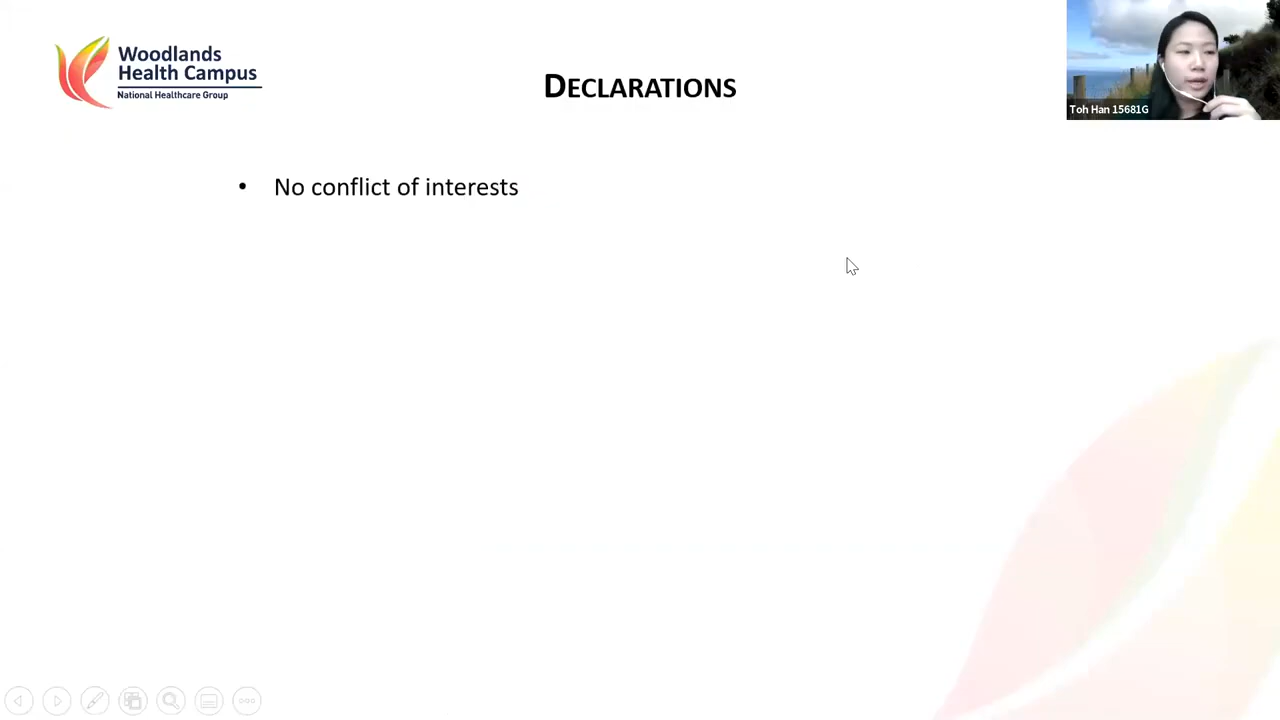 Woodlands
Health Campus
National Healthcare Group
DECLARATIONS
Toh Han 15681G
• No conflict of interests